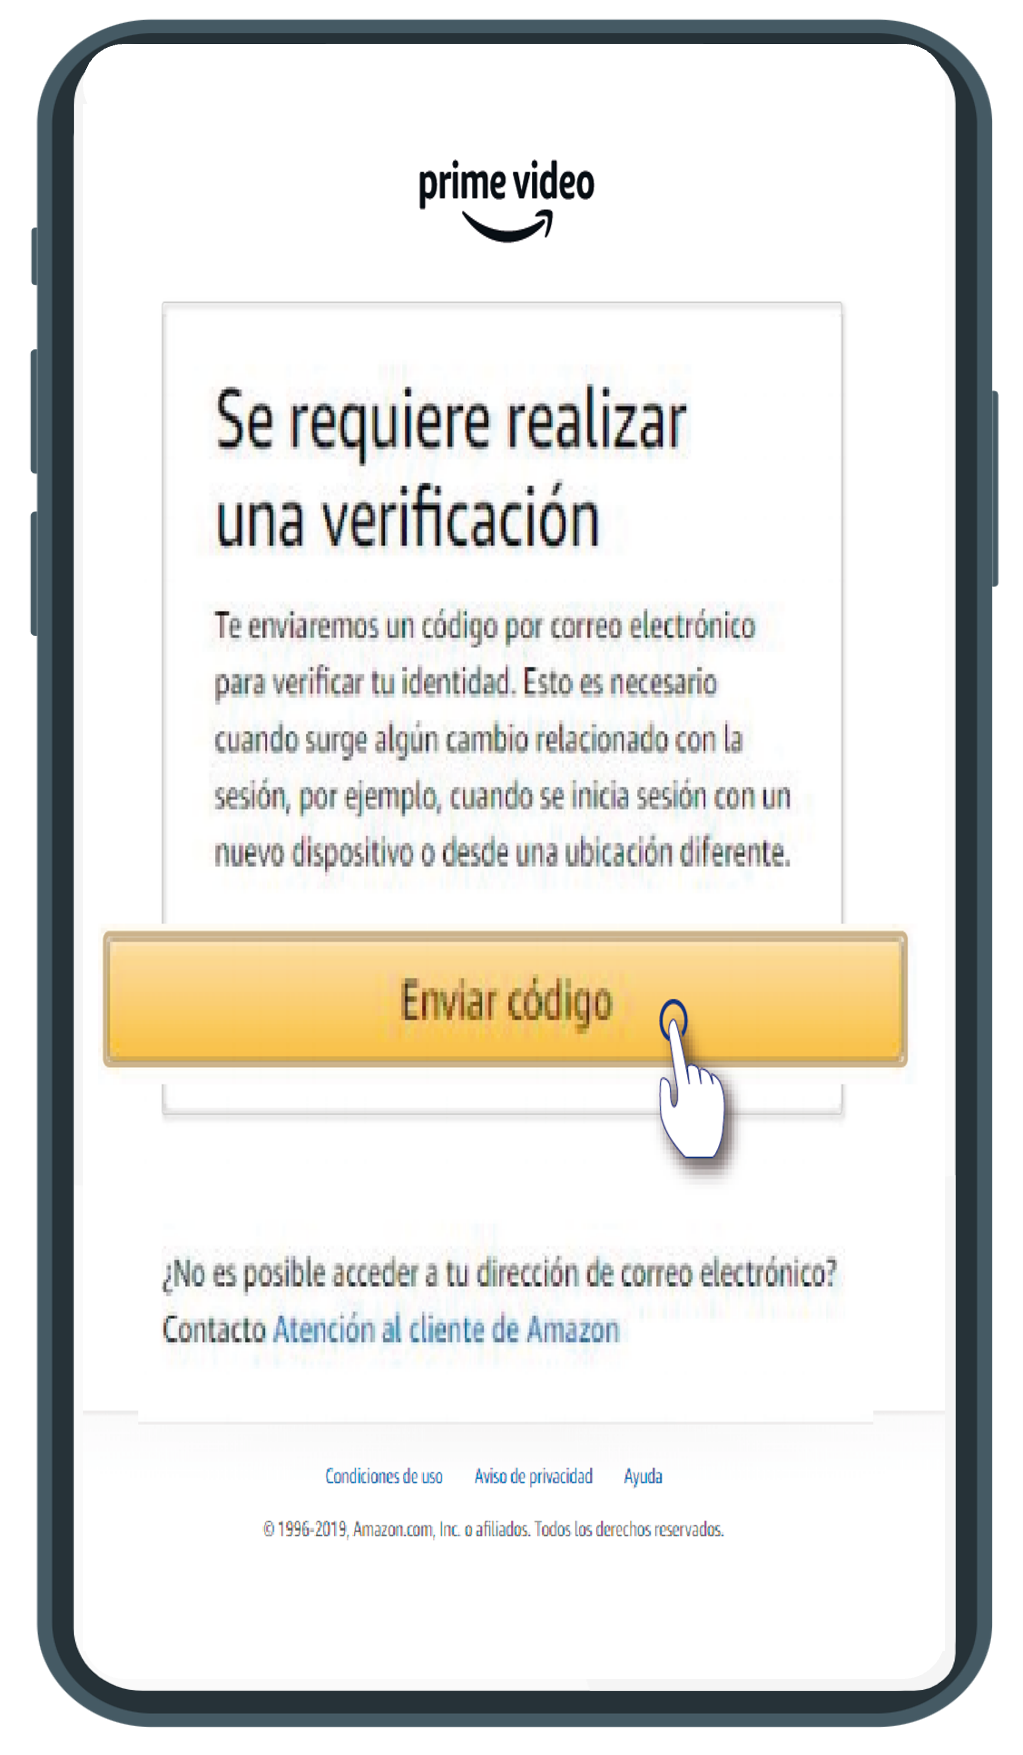 prime video
Se requiere realizar
una verificación
Te enviaremos un código por correo electrónico
para verificar tu identidad. Esto es necesario
cuando surge algún cambio relacionado con la
sesión, por ejemplo, cuando se inicia sesión con un
nuevo dispositivo o desde una ubicación diferente.
Enviar código
¿No es posible acceder a tu dirección de correo electrónico?
Contacto Atención al cliente de Amazon
Condiciones de uso Aviso de privacidad Ayuda
© 1996-2019, Amazon.com, Inc. o afiliados. Todos los derechos reservados.